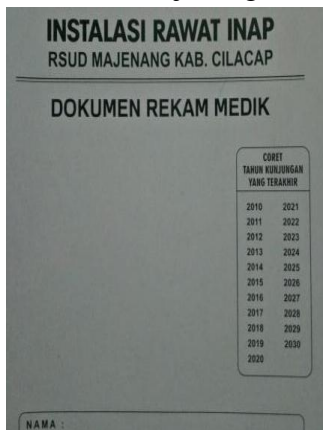 INSTALASI RAWAT INAP
RSUD MAJENANG KAB. CILACAP
DOKUMEN REKAM MEDIK
CORET
TAHUN KUNJUNGAN
YANG TERAKHIR
2010 2021
2011 2022
2012 2023
2013 2024
2014 2025
2015 2026
2016 2027
2017 2028
2018 2029
2019 2030
2020
NAMA :